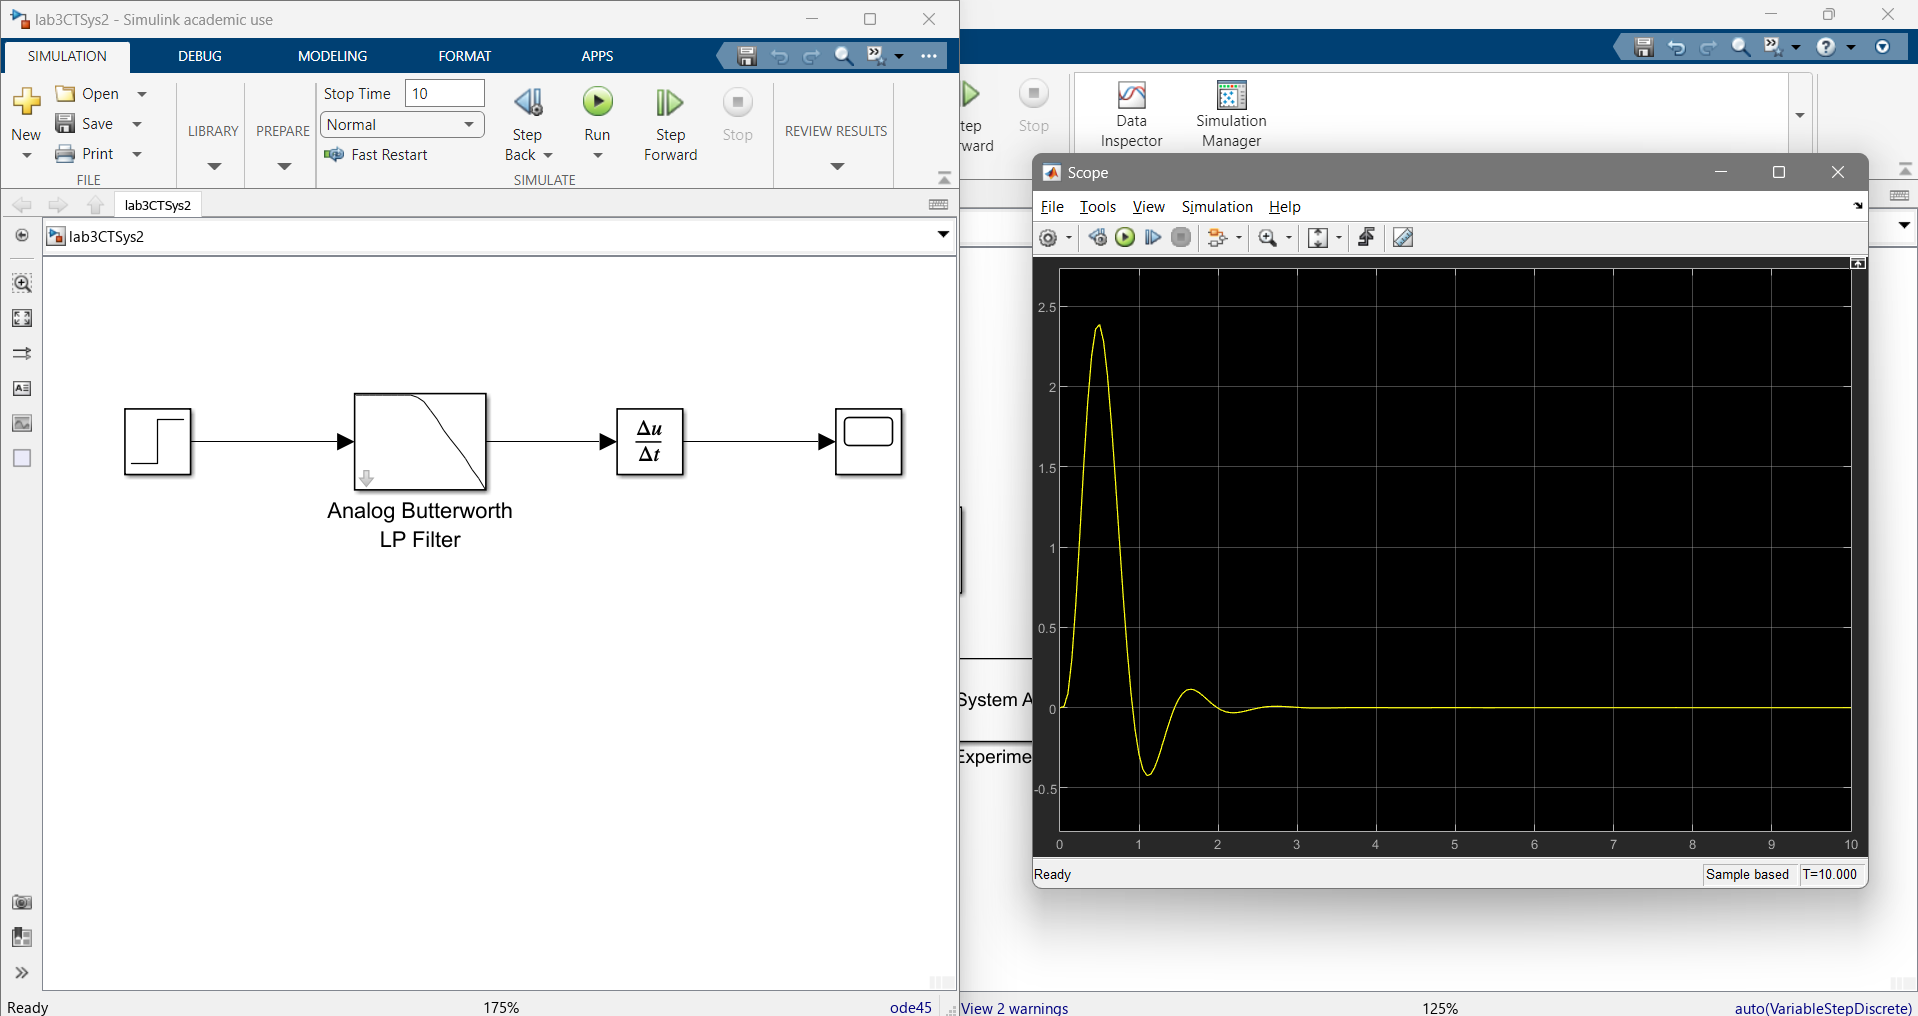 lab3CTSys2 - Simulink academic use
SIMULATION
DEBUG
MODELING
FORMAT
APPS
New
Open
Save
Print
FILE
LIBRARY
PREPARE
Stop Time
10
Normal
Fast Restart
Step
Back
Run
Step
Forward
Stop
SIMULATE
REVIEW RESULTS
lab3CTSys2
lab3CTSys2
Δu
Δt
Analog Butterworth
LP Filter
Ready
175%
ode45
tep
ward
Stop
Data
Inspector
Simulation
Manager
System A
Experime
View 2 warnings
125%
auto(VariableStepDiscrete)
Scope
File
Tools
View
Simulation
Help
2.5
2
1.5
1
0.5
0
-0.5
0
1
2
3
4
5
6
7
8
9
10
Ready
Sample based
T=10.000